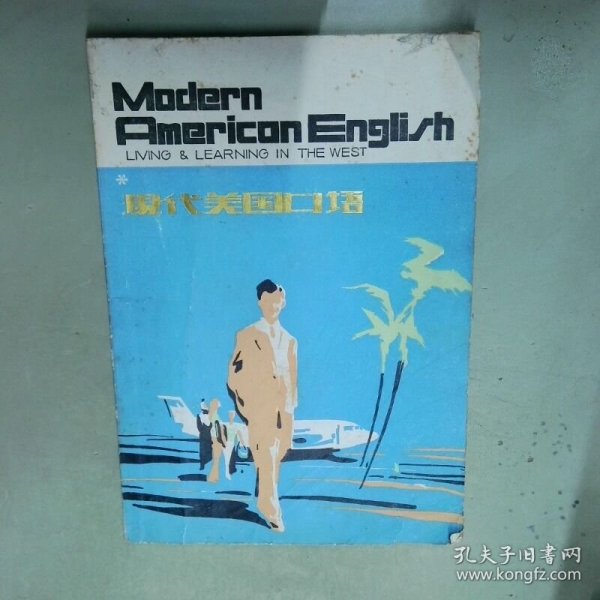 Modern
American English
LIVING & LEARNING IN THE WEST
*现代美国口语
孔夫子旧书网
www.kongfz.com